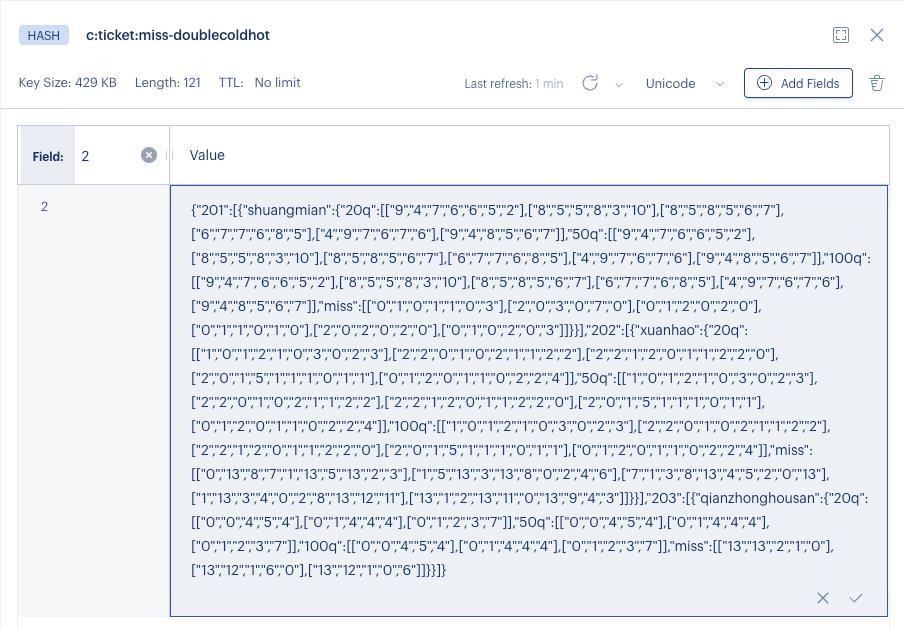 HASH c:ticket:miss-doublecoldhot
Key Size: 429 KB Length: 121 TTL: No limit Last refresh: 1 min Unicode Add Fields
Field: 2 Value
2
{"201":[{"shuangmian":{"20q":[["9","4","7","6","6","5","2"],["8","5","5","8","3","10"],["8","5","8","5","6","7"],
["6","7","7","6","8","5"],["4","9","7","6","7","6"],["9","4","8","5","6","7"]],"50q":[["9","4","7","6","6","5","2"],
["8","5","5","8","3","10"],["8","5","8","5","6","7"],["6","7","7","6","8","5"],["4","9","7","6","7","6"],["9","4","8","5","6","7"]],"100q":
[["9","4","7","6","6","5","2"],["8","5","5","8","3","10"],["8","5","8","5","6","7"],["6","7","7","6","8","5"],["4","9","7","6","7","6"],
["9","4","8","5","6","7"]],"miss":[["0","1","0","1","1","0","3"],["2","0","3","0","7","0"],["0","1","2","0","2","0"],
["0","1","1","0","1","0"],["2","0","2","0","2","0"],["0","1","0","2","0","3"]]}}],"202":[{"xuanhao":{"20q":
[["1","0","1","2","1","0","3","0","2","3"],["2","2","0","1","0","2","1","1","2","2"],["2","2","1","2","0","1","1","2","2","0"],
["2","0","1","5","1","1","1","0","1","1"],["0","1","2","0","1","1","0","2","2","4"]],"50q":[["1","0","1","2","1","0","3","0","2","3"],
["2","2","0","1","0","2","1","1","2","2"],["2","2","1","2","0","1","1","2","2","0"],["2","0","1","5","1","1","1","0","1","1"],
["0","1","2","0","1","1","0","2","2","4"]],"100q":[["1","0","1","2","1","0","3","0","2","3"],["2","2","0","1","0","2","1","1","2","2"],
["2","2","1","2","0","1","1","2","2","0"],["2","0","1","5","1","1","1","0","1","1"],["0","1","2","0","1","1","0","2","2","4"]],"miss":
[["0","13","8","7","1","13","5","13","2","3"],["1","5","13","3","13","8","0","2","4","6"],["7","1","3","8","13","4","5","2","0","13"],
["1","13","3","4","0","2","8","13","12","11"],["13","1","2","13","11","0","13","9","4","3"]]}}],"203":[{"qianzhonghousan":{"20q":
[["0","0","4","5","4"],["0","1","4","4","4"],["0","1","2","3","7"]],"50q":[["0","0","4","5","4"],["0","1","4","4","4"],
["0","1","2","3","7"]],"100q":[["0","0","4","5","4"],["0","1","4","4","4"],["0","1","2","3","7"]],"miss":[["13","13","2","1","0"],
["13","12","1","6","0"],["13","12","1","0","6"]]}}]}